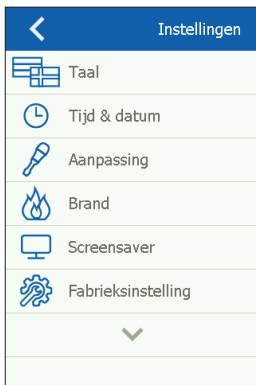 Instellingen
Taal
Tijd & datum
Aanpassing
Brand
Screensaver
Fabrieksinstelling